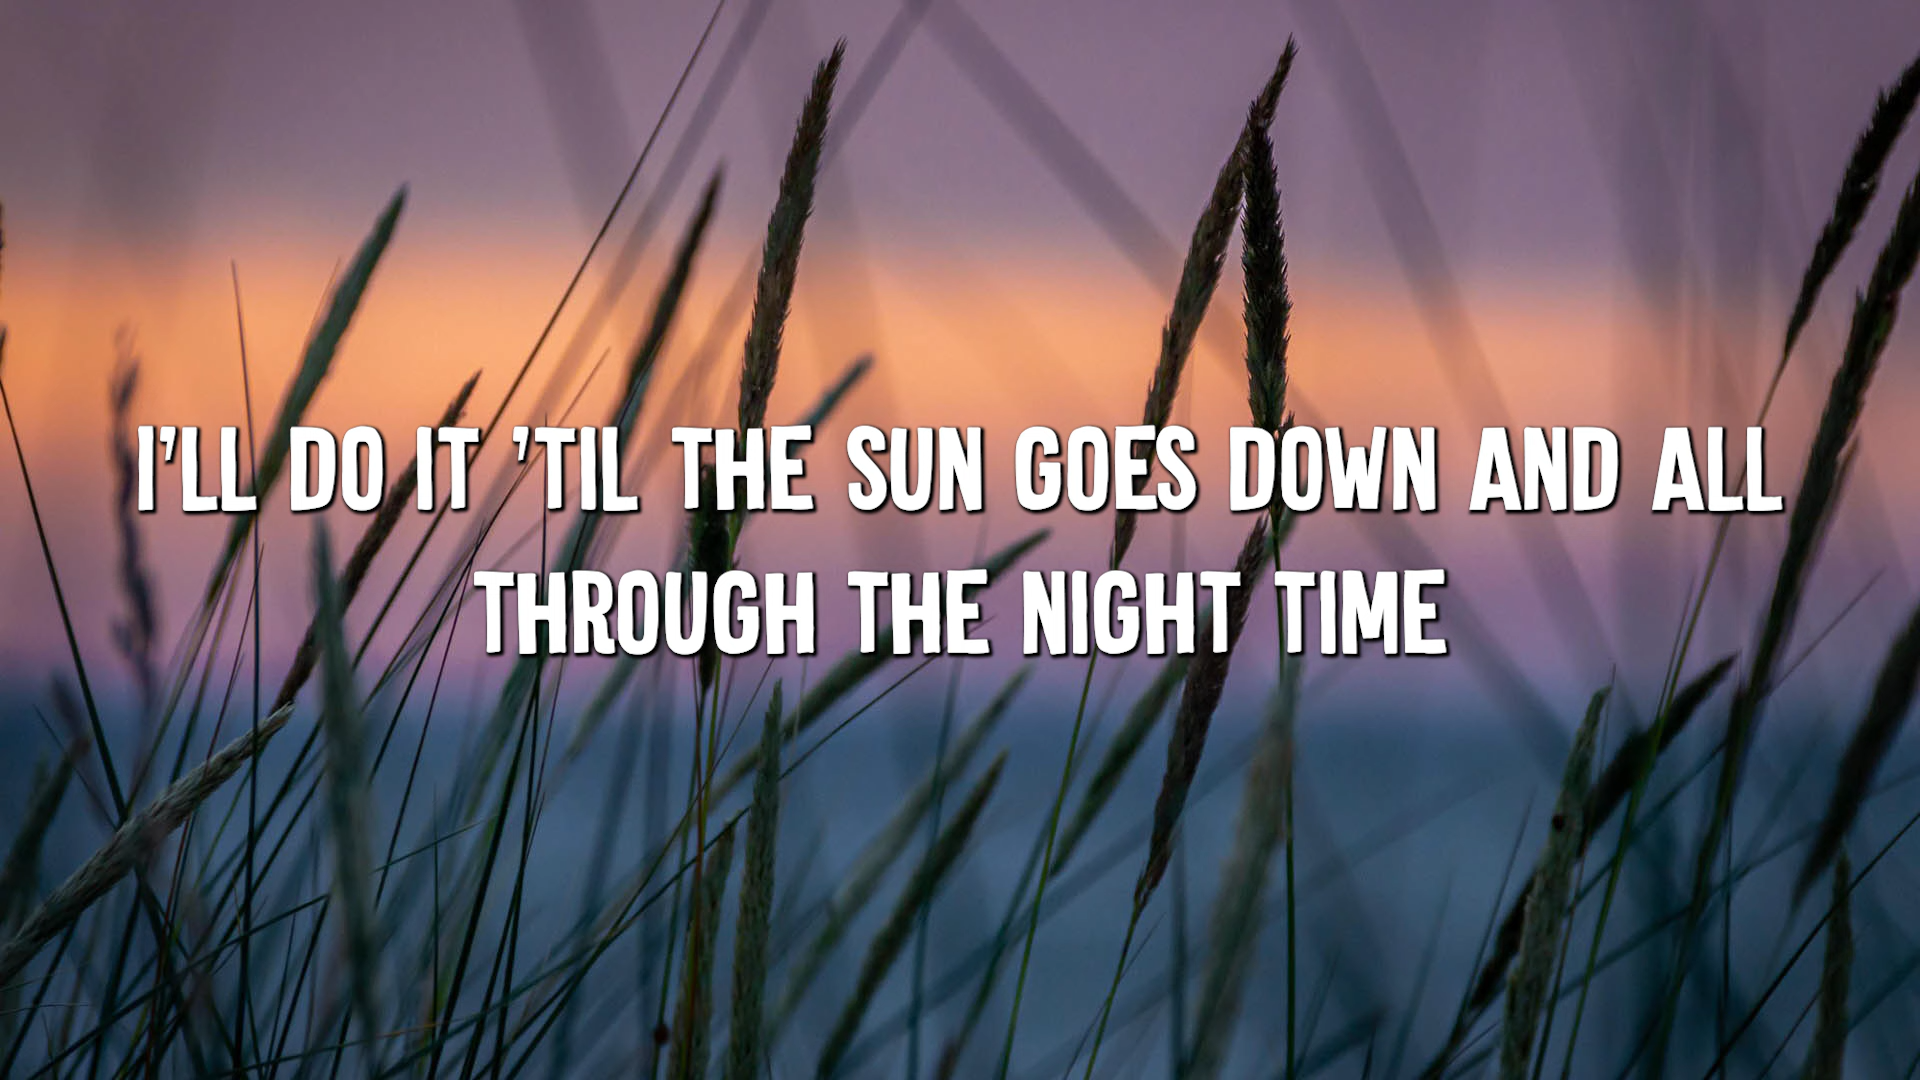 I'LL DO IT 'TIL THE SUN GOES DOWN AND ALL
THROUGH THE NIGHT TIME